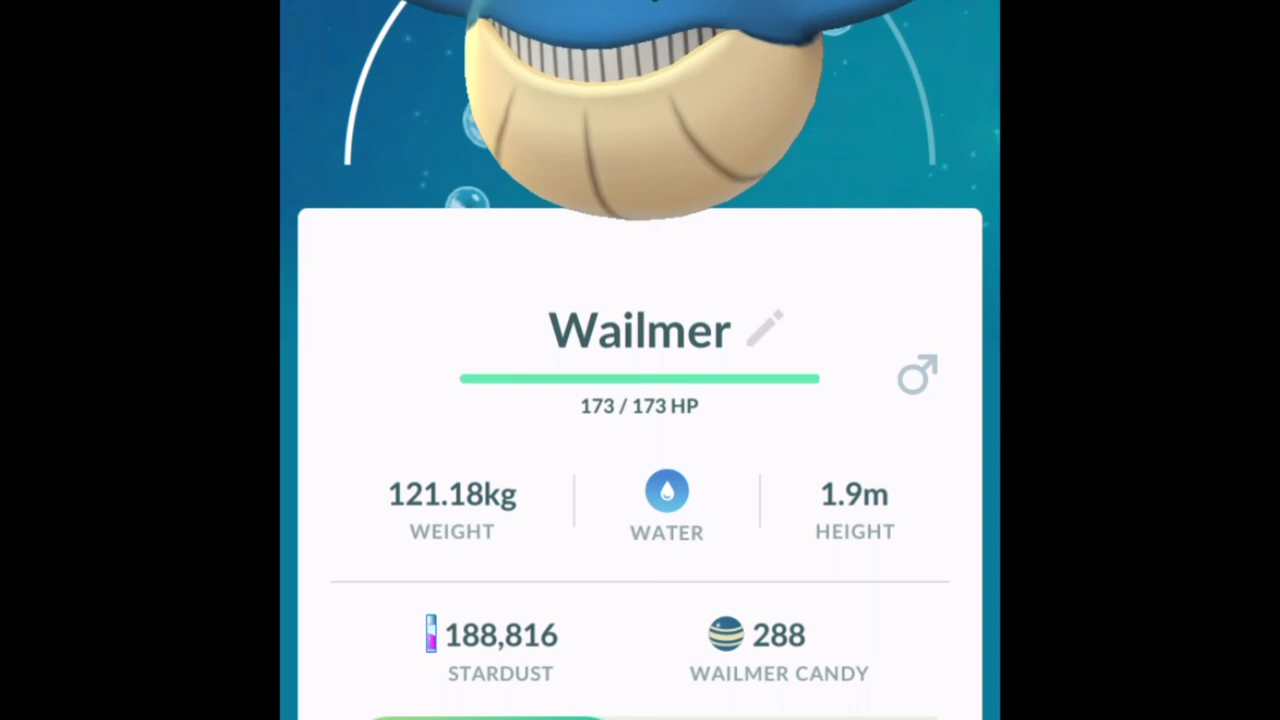 Wailmer
173 / 173 HP
121.18kg
WEIGHT
WATER
1.9m
HEIGHT
188,816
STARDUST
288
WAILMER CANDY